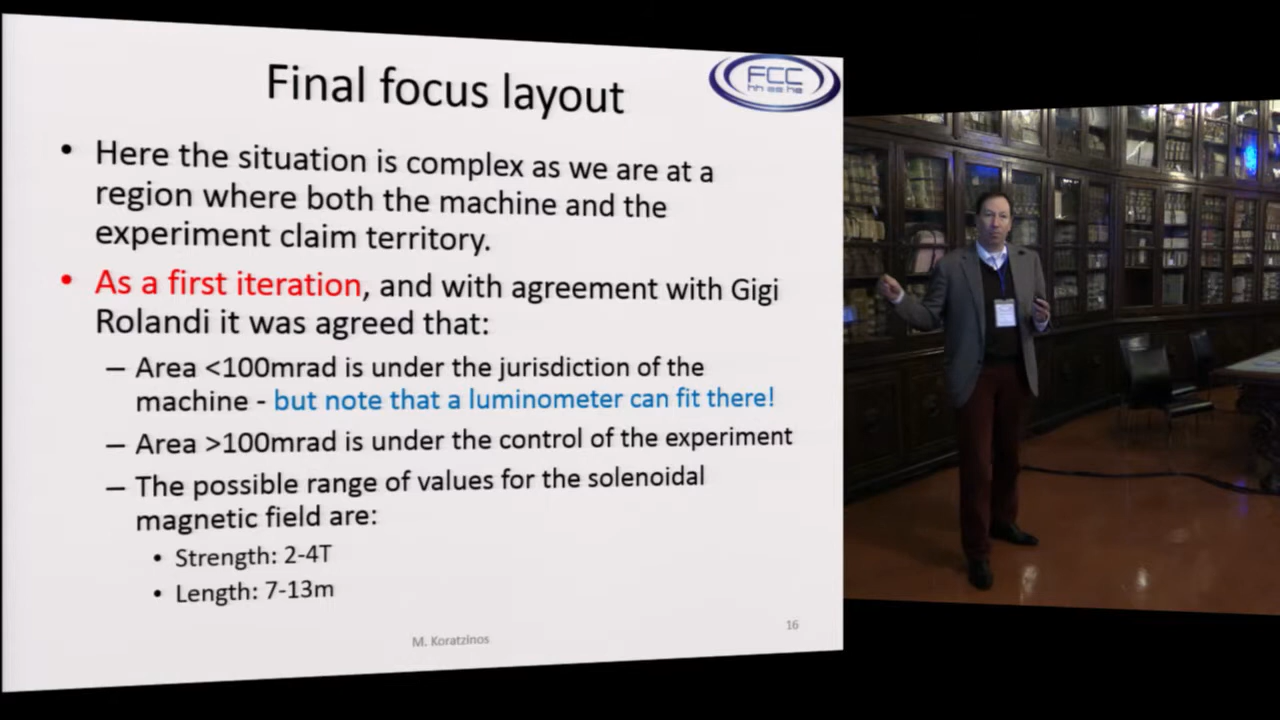 Final focus layout
FCC
hh ee he
• Here the situation is complex as we are at a
region where both the machine and the
experiment claim territory.
• As a first iteration, and with agreement with Gigi
Rolandi it was agreed that:
– Area <100mrad is under the jurisdiction of the
machine - but note that a luminometer can fit there!
– Area >100mrad is under the control of the experiment
– The possible range of values for the solenoidal
magnetic field are:
• Strength: 2-4T
• Length: 7-13m
M. Koratzinos
16